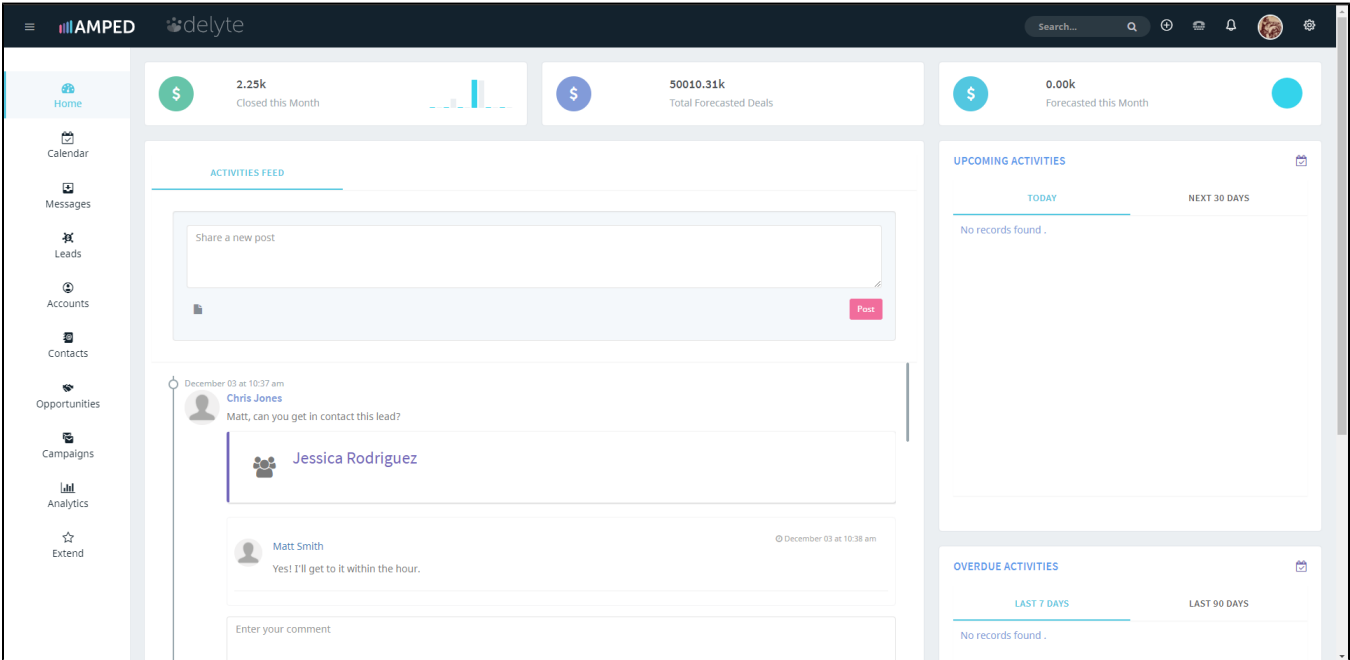 AMPED
delyte
Search...
Home
Calendar
Messages
Leads
Accounts
Contacts
Opportunities
Campaigns
Analytics
Extend
2.25k
Closed this Month
50010.31k
Total Forecasted Deals
0.00k
Forecasted this Month
ACTIVITIES FEED
Share a new post
Post
December 03 at 10:37 am
Chris Jones
Matt, can you get in contact this lead?
Jessica Rodriguez
Matt Smith
December 03 at 10:38 am
Yes! I'll get to it within the hour.
Enter your comment
UPCOMING ACTIVITIES
TODAY
NEXT 30 DAYS
No records found .
OVERDUE ACTIVITIES
LAST 7 DAYS
LAST 90 DAYS
No records found .